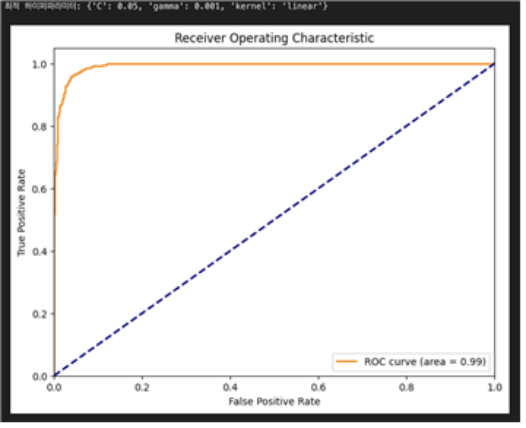 최적 하이퍼파라미터: {'C': 0.05, 'gamma': 0.001, 'kernel': 'linear'}
Receiver Operating Characteristic
1.0
0.8
0.6
0.4
0.2
0.0
True Positive Rate
ROC curve (area = 0.99)
0.0 0.2 0.4 0.6 0.8 1.0
False Positive Rate